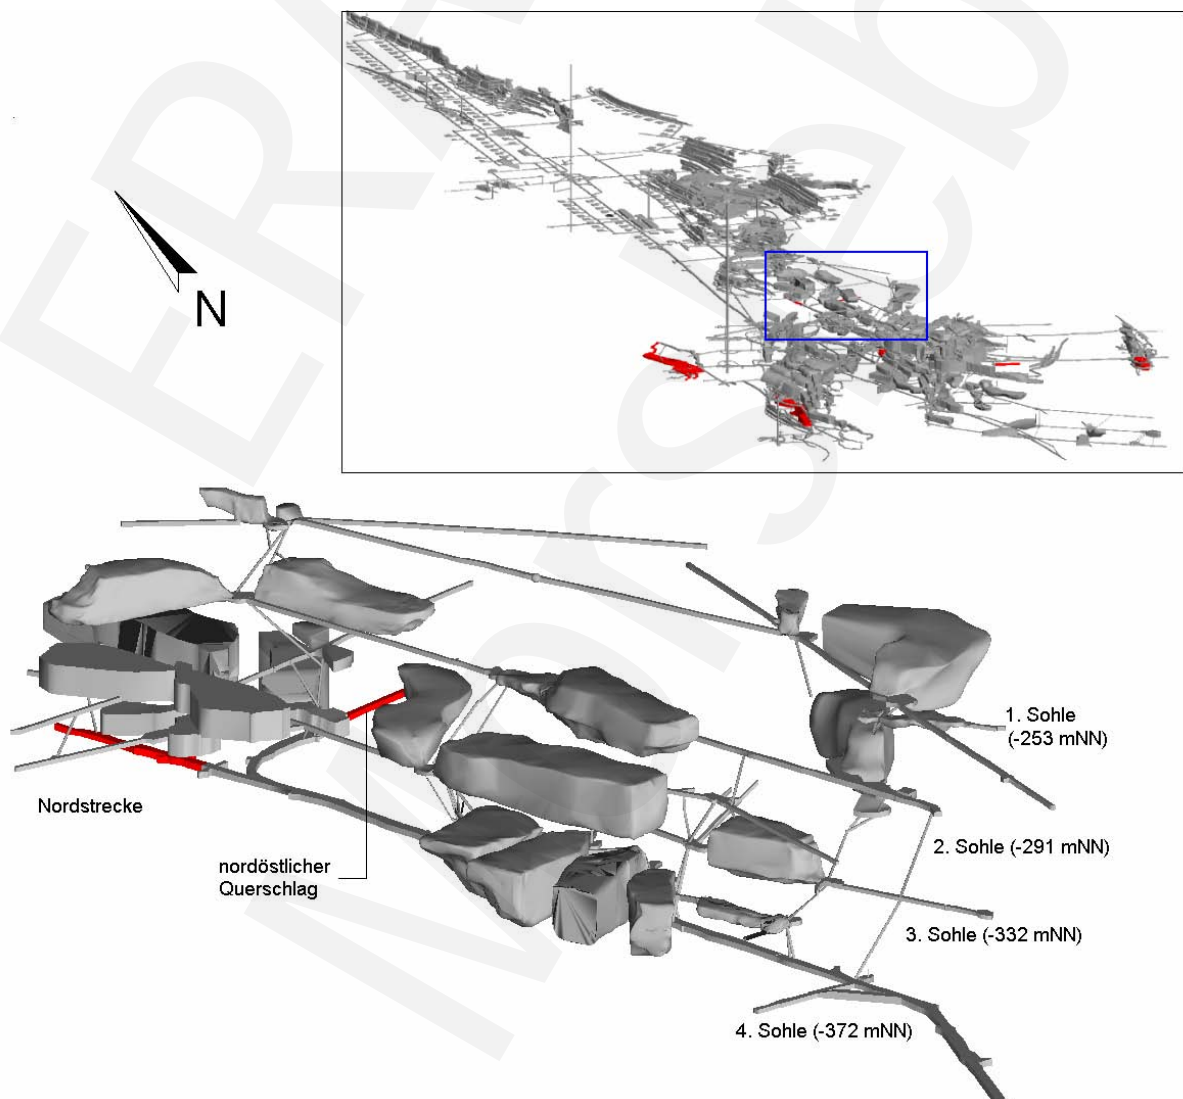 N
1. Sohle
(-253 mNN)
Nordstrecke
2. Sohle (-291 mNN)
nordöstlicher
Querschlag
3. Sohle (-332 mNN)
4. Sohle (-372 mNN)